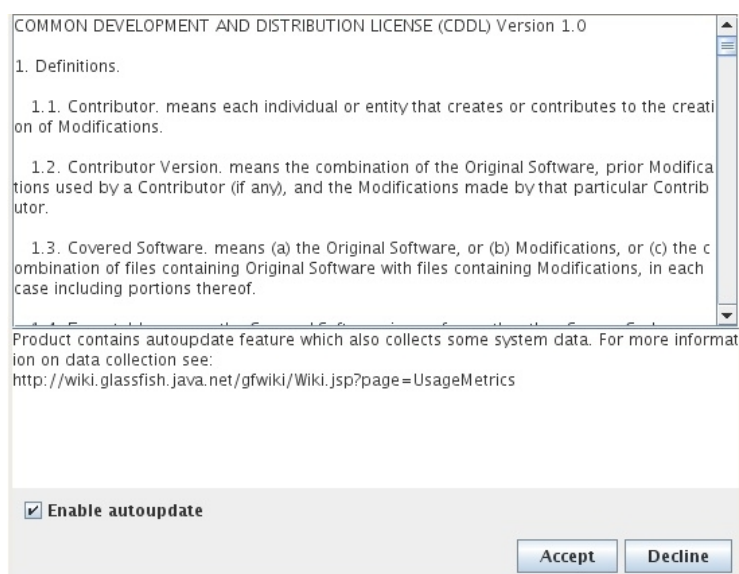 COMMON DEVELOPMENT AND DISTRIBUTION LICENSE (CDDL) Version 1.0
1. Definitions.
1.1. Contributor. means each individual or entity that creates or contributes to the creati
on of Modifications.
1.2. Contributor Version. means the combination of the Original Software, prior Modifica
tions used by a Contributor (if any), and the Modifications made by that particular Contrib
utor.
1.3. Covered Software. means (a) the Original Software, or (b) Modifications, or (c) the c
ombination of files containing Original Software with files containing Modifications, in each
case including portions thereof.
Product contains autoupdate feature which also collects some system data. For more informat
ion on data collection see:
http://wiki.glassfish.java.net/gfwiki/Wiki.jsp?page=UsageMetrics
Enable autoupdate
Accept
Decline